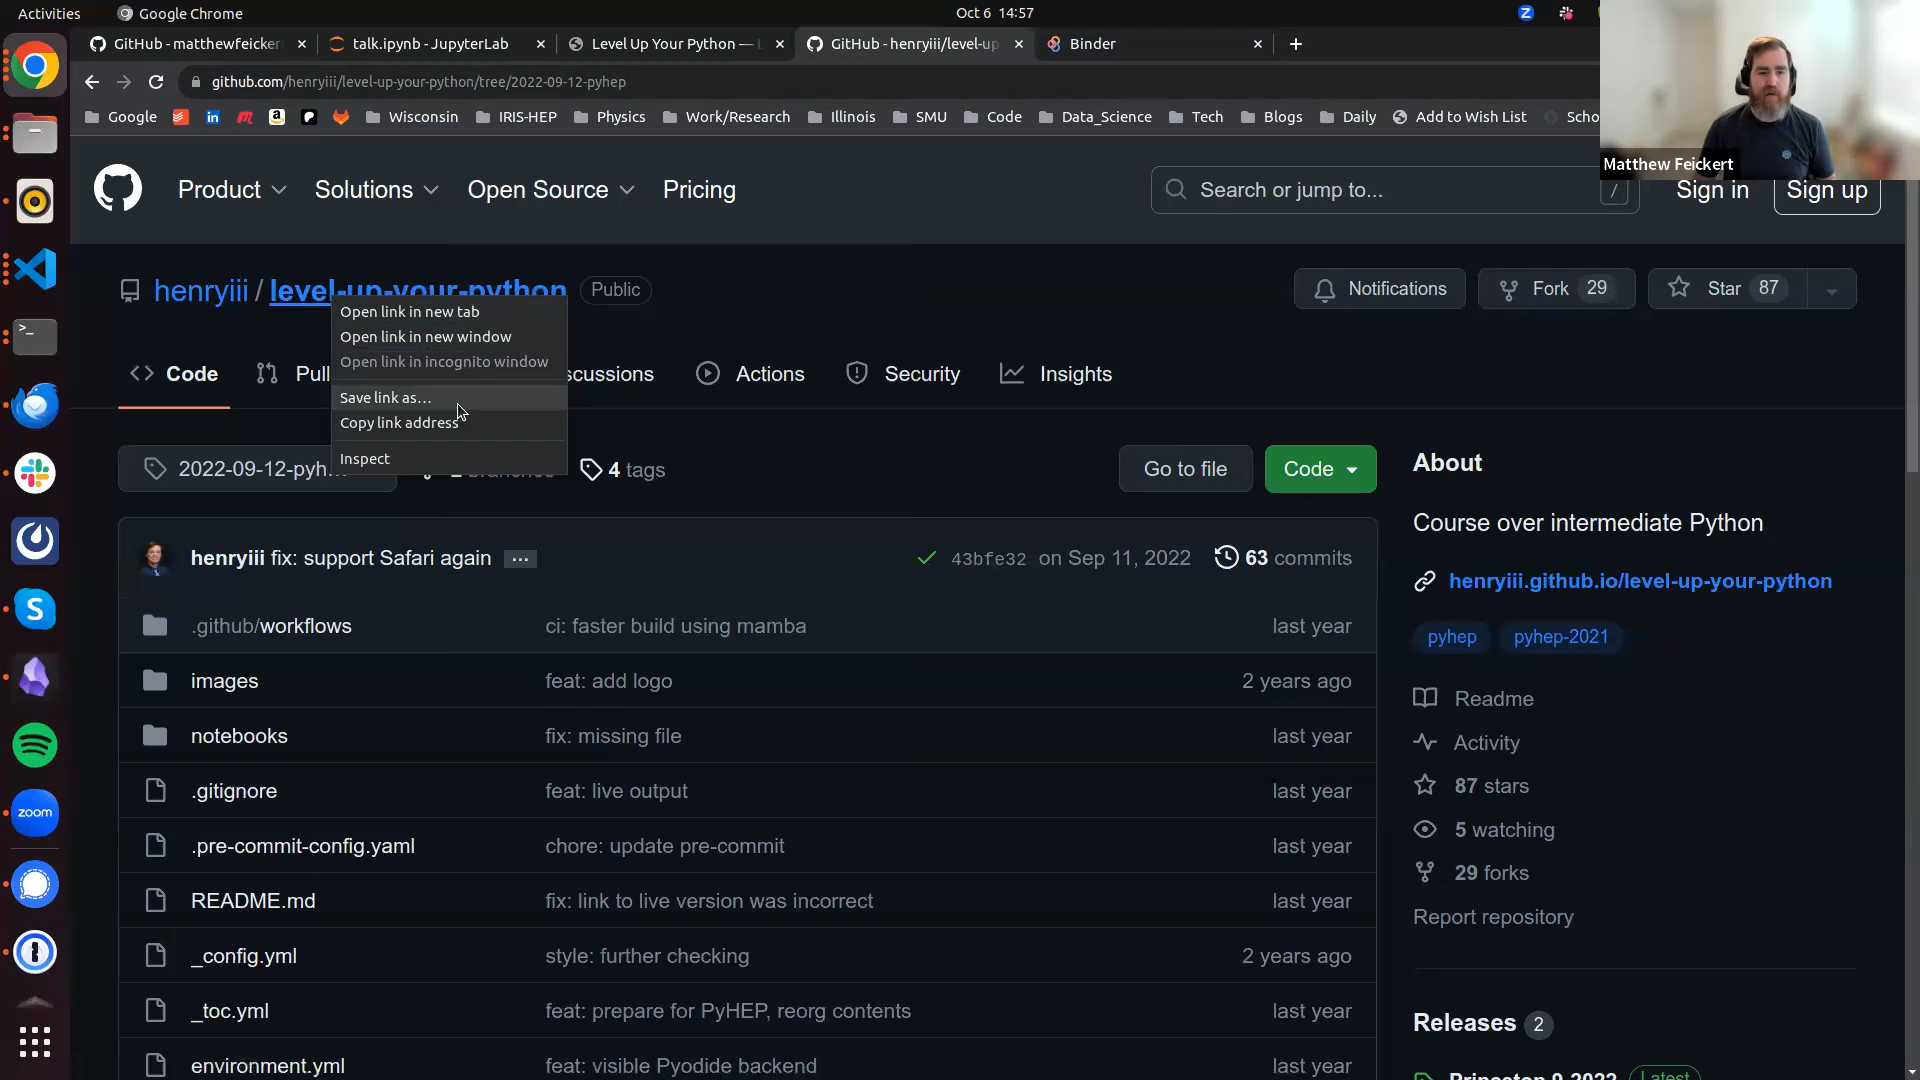 Activities
Google Chrome
Oct 6 14:57
Z
GitHub - matthewfeicker
talk.ipynb - JupyterLab
Level Up Your Python —
GitHub - henryiii/level-up
Binder
github.com/henryiii/level-up-your-python/tree/2022-09-12-pyhep
Google
Wisconsin
IRIS-HEP
Physics
Work/Research
Illinois
SMU
Code
Data_Science
Tech
Blogs
Daily
Add to Wish List
Scho
Matthew Feickert
Product
Solutions
Open Source
Pricing
Search or jump to...
/
Sign in
Sign up
henryiii / level-up-your-python
Public
Notifications
Fork 29
Star 87
Open link in new tab
Open link in new window
Open link in incognito window
Save link as…
Copy link address
Inspect
Code
Pull
scussions
Actions
Security
Insights
2022-09-12-pyh...
2 branches
4 tags
Go to file
Code
henryiii fix: support Safari again ...
43bfe32 on Sep 11, 2022
63 commits
.github/workflows
ci: faster build using mamba
last year
images
feat: add logo
2 years ago
notebooks
fix: missing file
last year
.gitignore
feat: live output
last year
.pre-commit-config.yaml
chore: update pre-commit
last year
README.md
fix: link to live version was incorrect
last year
_config.yml
style: further checking
2 years ago
_toc.yml
feat: prepare for PyHEP, reorg contents
last year
environment.yml
feat: visible Pyodide backend
last year
About
Course over intermediate Python
henryiii.github.io/level-up-your-python
pyhep
pyhep-2021
Readme
Activity
87 stars
5 watching
29 forks
Report repository
Releases 2
Princeton 9-2022
Latest
zoom